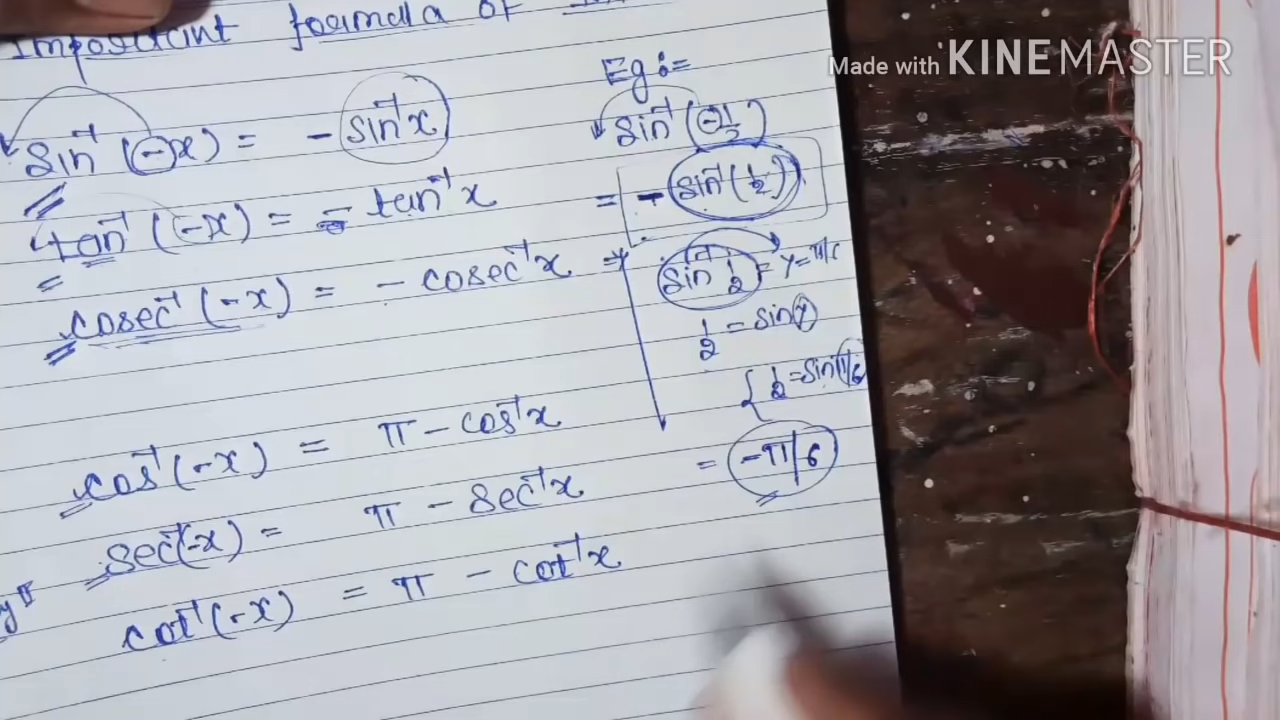 Important formula of
Made with KINEMASTER
sin⁻¹(-x) = - sin⁻¹x
tan⁻¹(-x) = - tan⁻¹x
cosec⁻¹(-x) = - cosec⁻¹x
cos⁻¹(-x) = π - cos⁻¹x
sec⁻¹(-x) = π - sec⁻¹x
cot⁻¹(-x) = π - cot⁻¹x
Eg :=
sin⁻¹(-1/2)
= - sin⁻¹(1/2)
sin⁻¹ 1/2 = y =
1/2 = sin(y)
{ 1/2 = sin(π/6
= -π/6